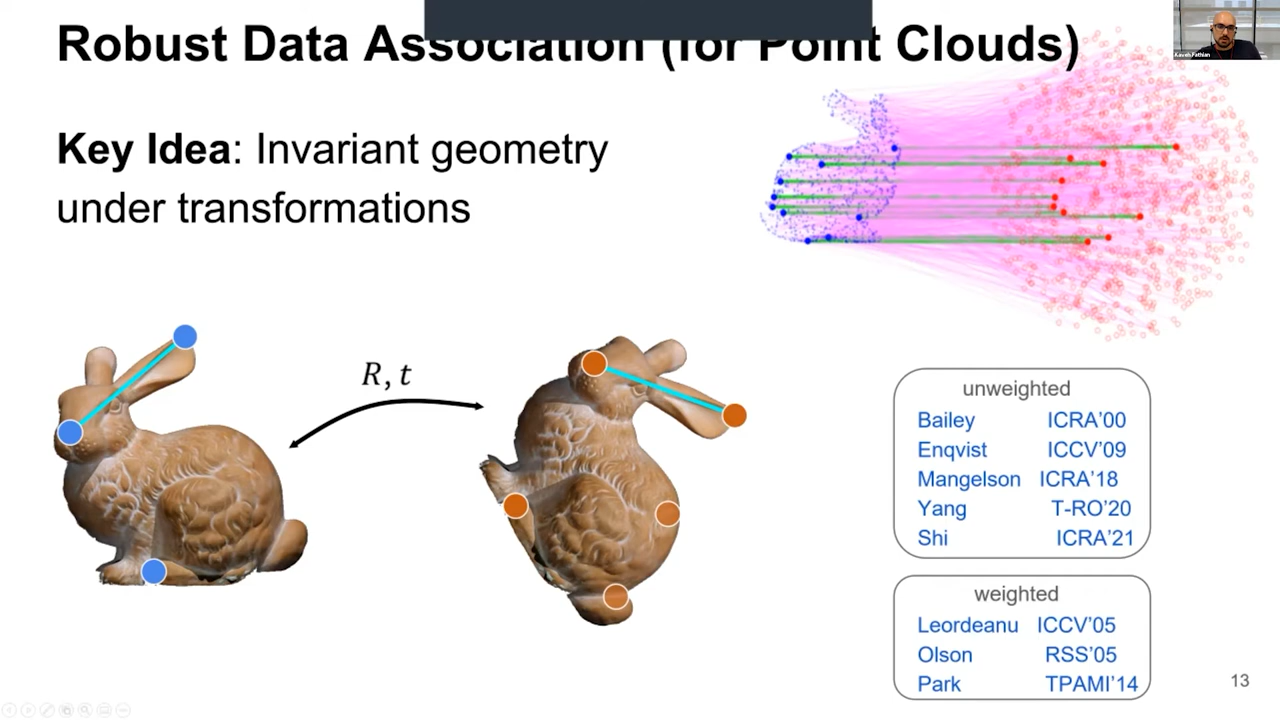 Robust Data Association (for Point Clouds)
Kaveh Fathian
Key Idea: Invariant geometry
under transformations
R, t
unweighted
Bailey ICRA'00
Enqvist ICCV'09
Mangelson ICRA'18
Yang T-RO'20
Shi ICRA'21
weighted
Leordeanu ICCV'05
Olson RSS'05
Park TPAMI'14
13